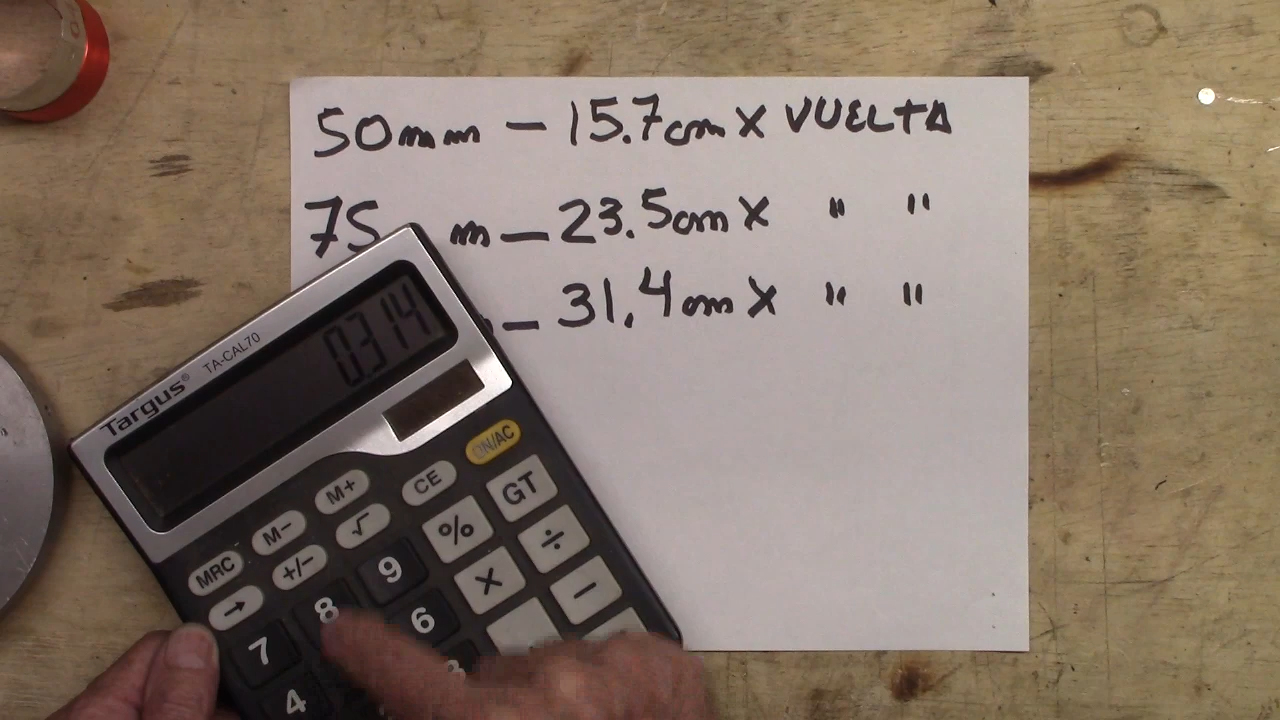 50mm - 15.7cm X VUELTA
75 m - 23.5cm X " "
- 31.4cm X " "
0.314
Targus® TA-CAL70
ON/AC
M+ CE GT
M- √ % ÷
MRC +/- 9 X -
→ 8 6
7 3
4